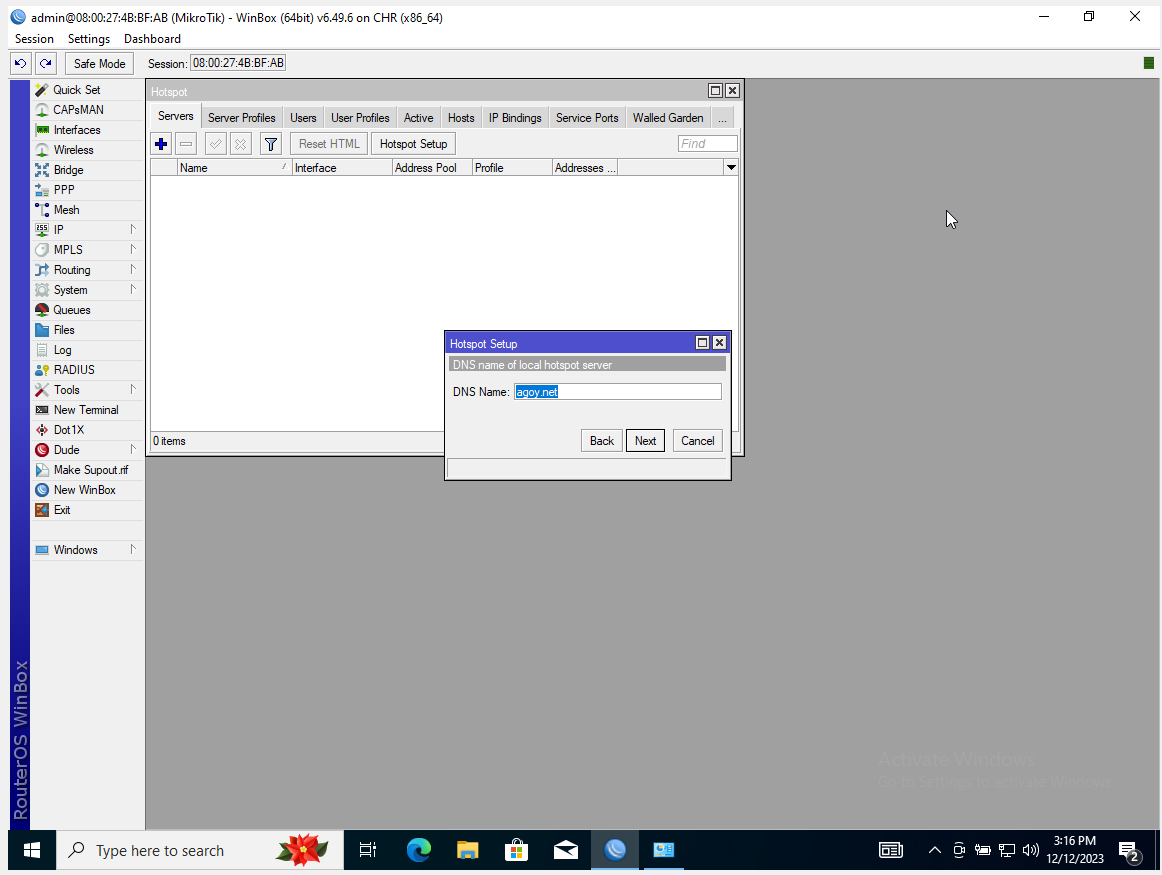 admin@08:00:27:4B:BF:AB (MikroTik) - WinBox (64bit) v6.49.6 on CHR (x86_64)
Session Settings Dashboard
Safe Mode Session: 08:00:27:4B:BF:AB
Quick Set
CAPsMAN
Interfaces
Wireless
Bridge
PPP
Mesh
IP
MPLS
Routing
System
Queues
Files
Log
RADIUS
Tools
New Terminal
Dot1X
Dude
Make Supout.rif
New WinBox
Exit
Windows
RouterOS WinBox
Hotspot
Servers Server Profiles Users User Profiles Active Hosts IP Bindings Service Ports Walled Garden ...
Reset HTML Hotspot Setup Find
Name Interface Address Pool Profile Addresses ...
0 items
Hotspot Setup
DNS name of local hotspot server
DNS Name: agoy.net
Back Next Cancel
Activate Windows
Go to Settings to activate Windows.
Type here to search
3:16 PM
12/12/2023
2